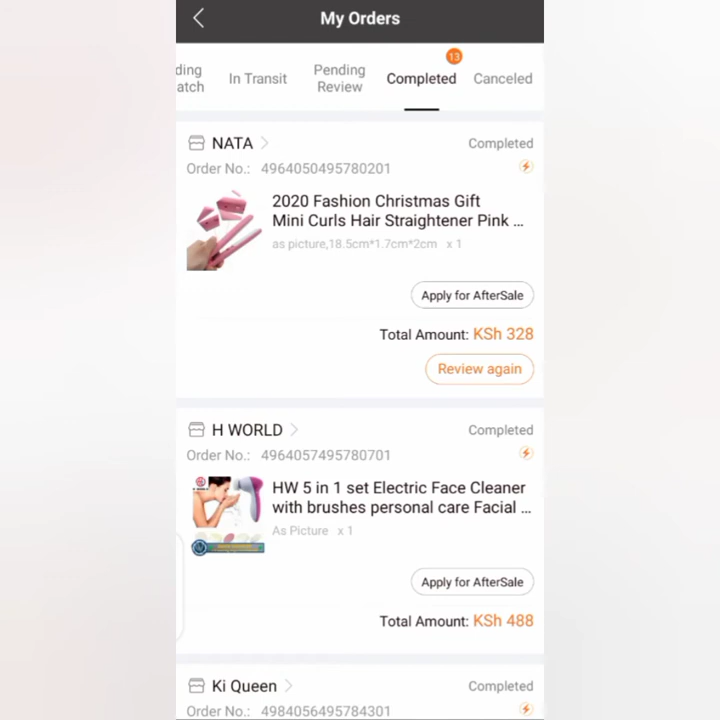 My Orders
ding
atch
In Transit
Pending
Review
Completed
13
Canceled
NATA
Completed
Order No.: 4964050495780201
2020 Fashion Christmas Gift
Mini Curls Hair Straightener Pink ...
as picture,18.5cm*1.7cm*2cm x 1
Apply for AfterSale
Total Amount: KSh 328
Review again
H WORLD
Completed
Order No.: 4964057495780701
HW 5 in 1 set Electric Face Cleaner
with brushes personal care Facial ...
As Picture x 1
Apply for AfterSale
Total Amount: KSh 488
Ki Queen
Completed
Order No.: 4984056495784301